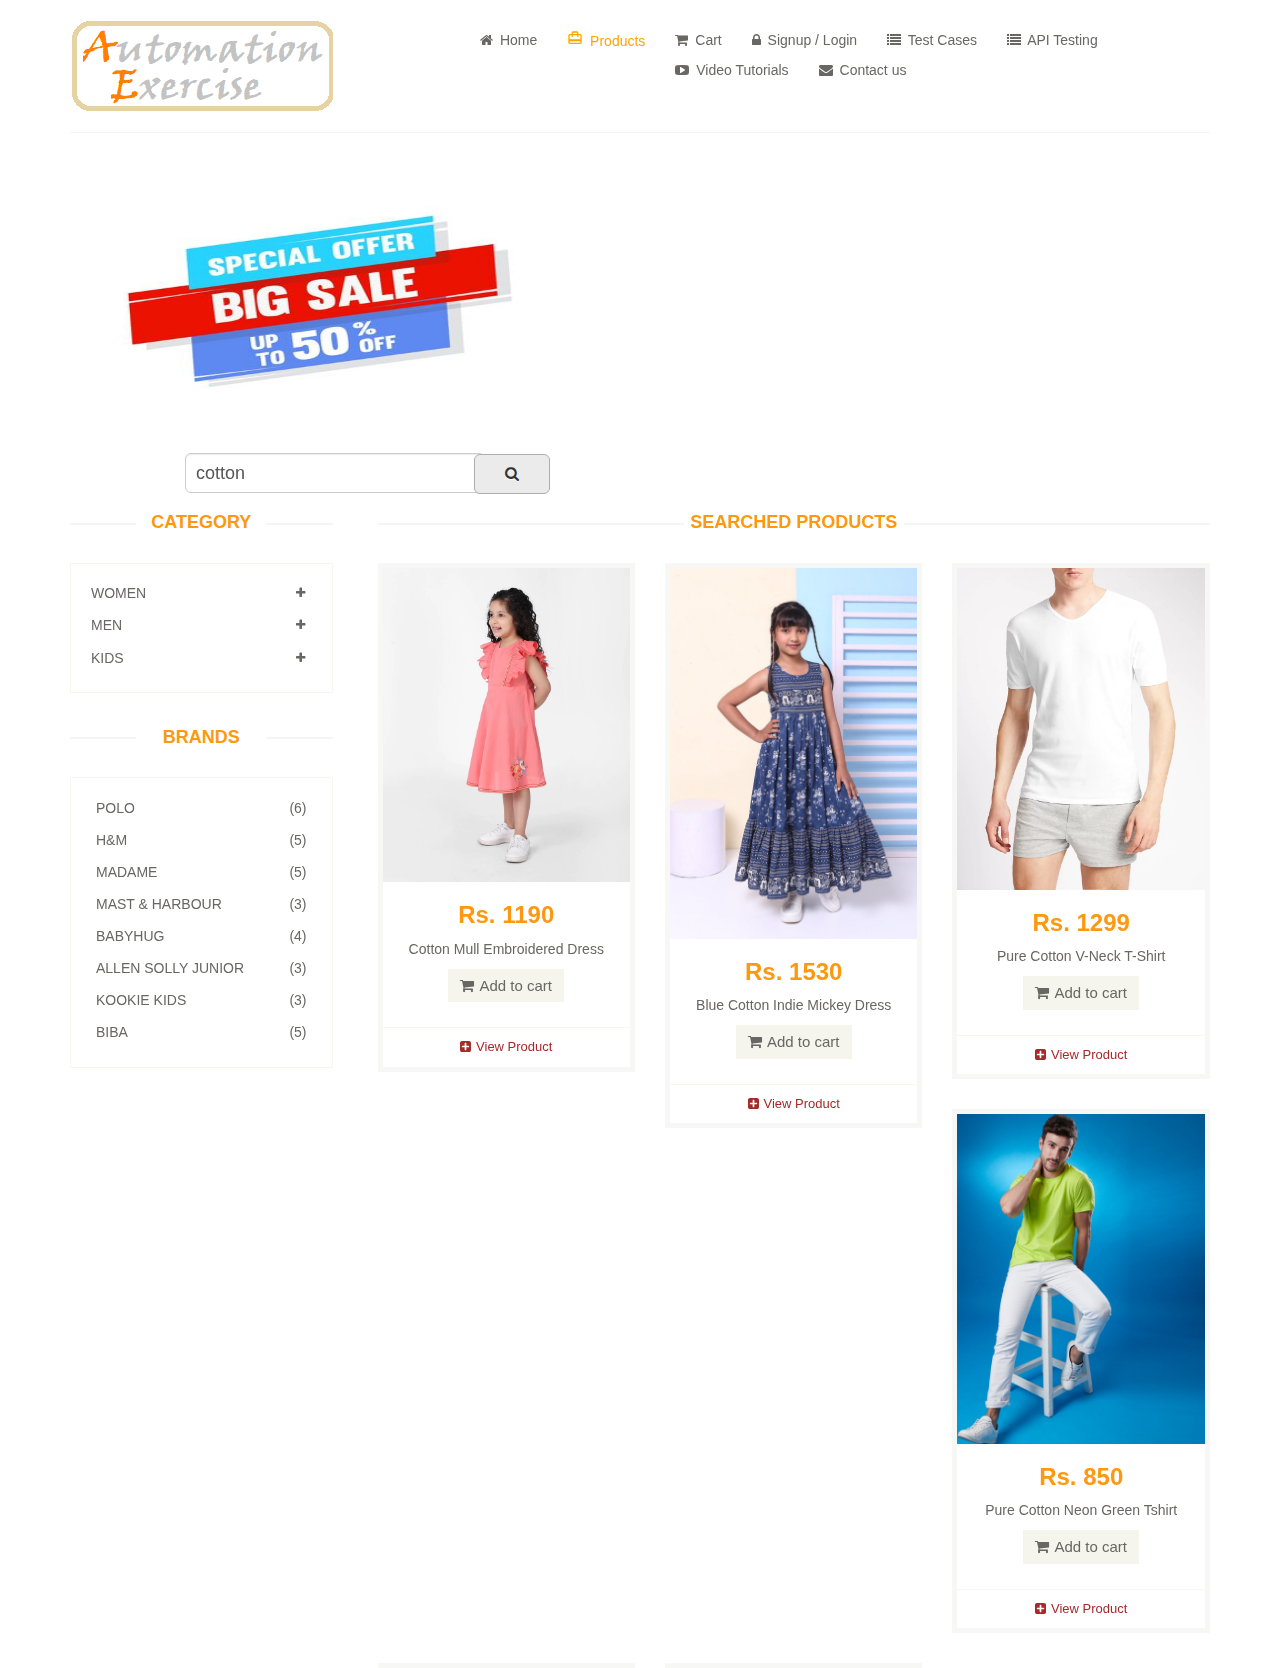 Automation
Exercise
Home
Products
Cart
Signup / Login
Test Cases
API Testing
Video Tutorials
Contact us
SPECIAL OFFER
BIG SALE
UP TO 50% OFF
cotton
CATEGORY
WOMEN
MEN
KIDS
BRANDS
POLO (6)
H&M (5)
MADAME (5)
MAST & HARBOUR (3)
BABYHUG (4)
ALLEN SOLLY JUNIOR (3)
KOOKIE KIDS (3)
BIBA (5)
SEARCHED PRODUCTS
Rs. 1190
Cotton Mull Embroidered Dress
Add to cart
View Product
Rs. 1530
Blue Cotton Indie Mickey Dress
Add to cart
View Product
Rs. 1299
Pure Cotton V-Neck T-Shirt
Add to cart
View Product
Rs. 850
Pure Cotton Neon Green Tshirt
Add to cart
View Product